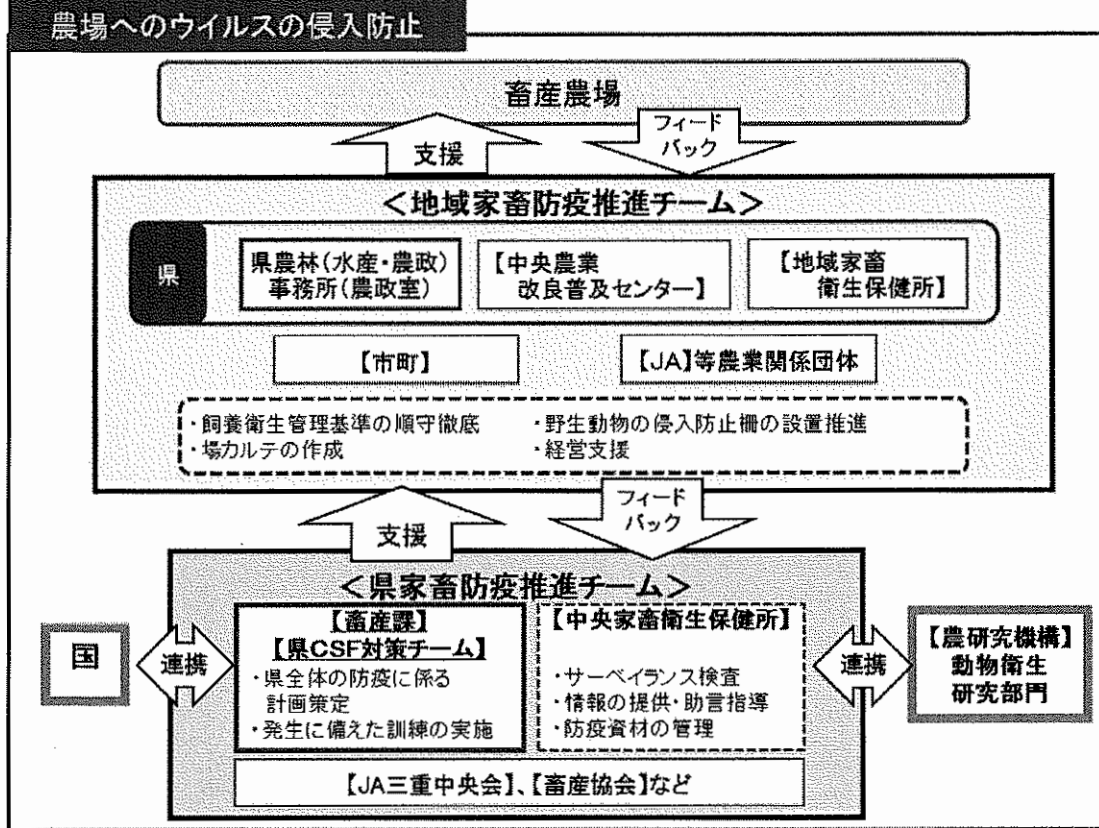 農場へのウイルスの侵入防止
畜産農場
支援
フィード
バック
＜地域家畜防疫推進チーム＞
県
県農林(水産・農政)
事務所(農政室)
【中央農業
改良普及センター】
【地域家畜
衛生保健所】
【市町】
【JA】等農業関係団体
・飼養衛生管理基準の順守徹底
・場カルテの作成
・野生動物の侵入防止柵の設置推進
・経営支援
支援
フィード
バック
＜県家畜防疫推進チーム＞
国
連携
【畜産課】
【県CSF対策チーム】
・県全体の防疫に係る
計画策定
・発生に備えた訓練の実施
【中央家畜衛生保健所】
・サーベイランス検査
・情報の提供・助言指導
・防疫資材の管理
連携
【農研究機構】
動物衛生
研究部門
【JA三重中央会】、【畜産協会】など